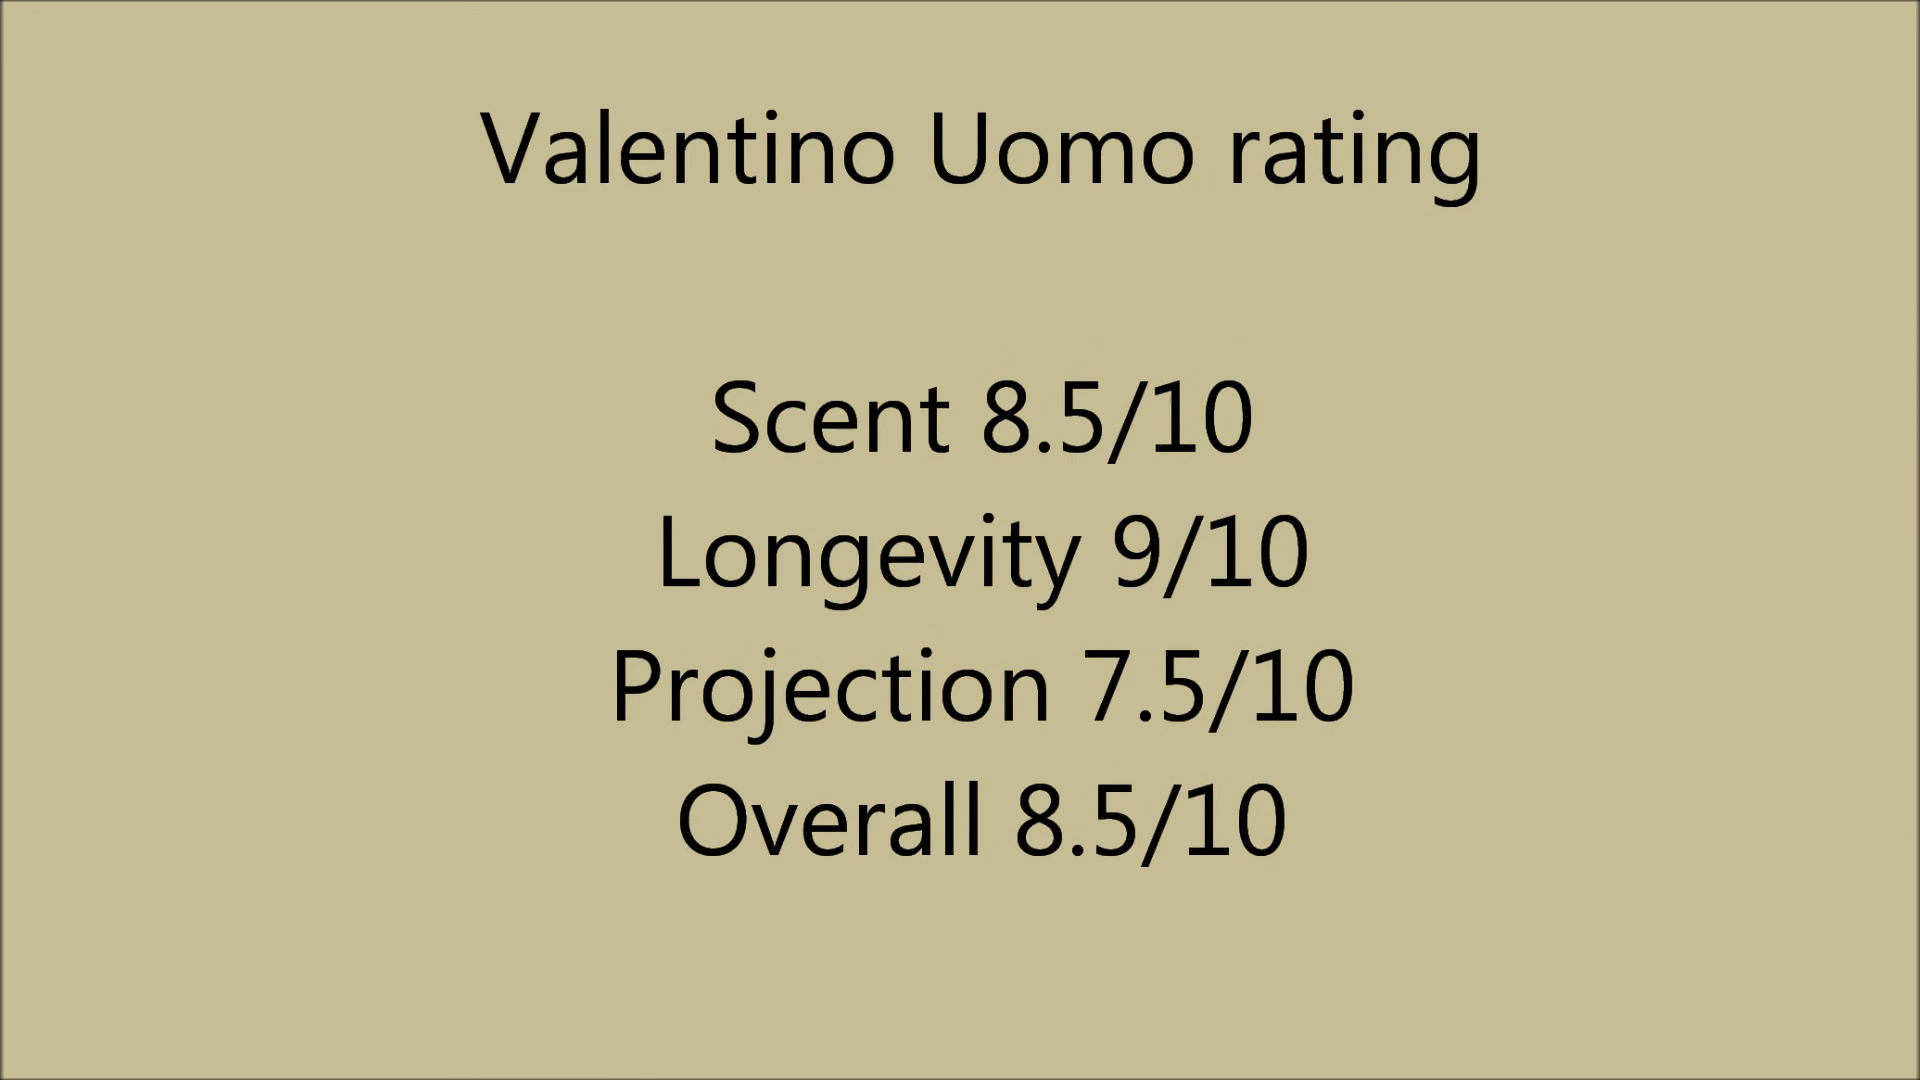 Valentino Uomo rating
Scent 8.5/10
Longevity 9/10
Projection 7.5/10
Overall 8.5/10